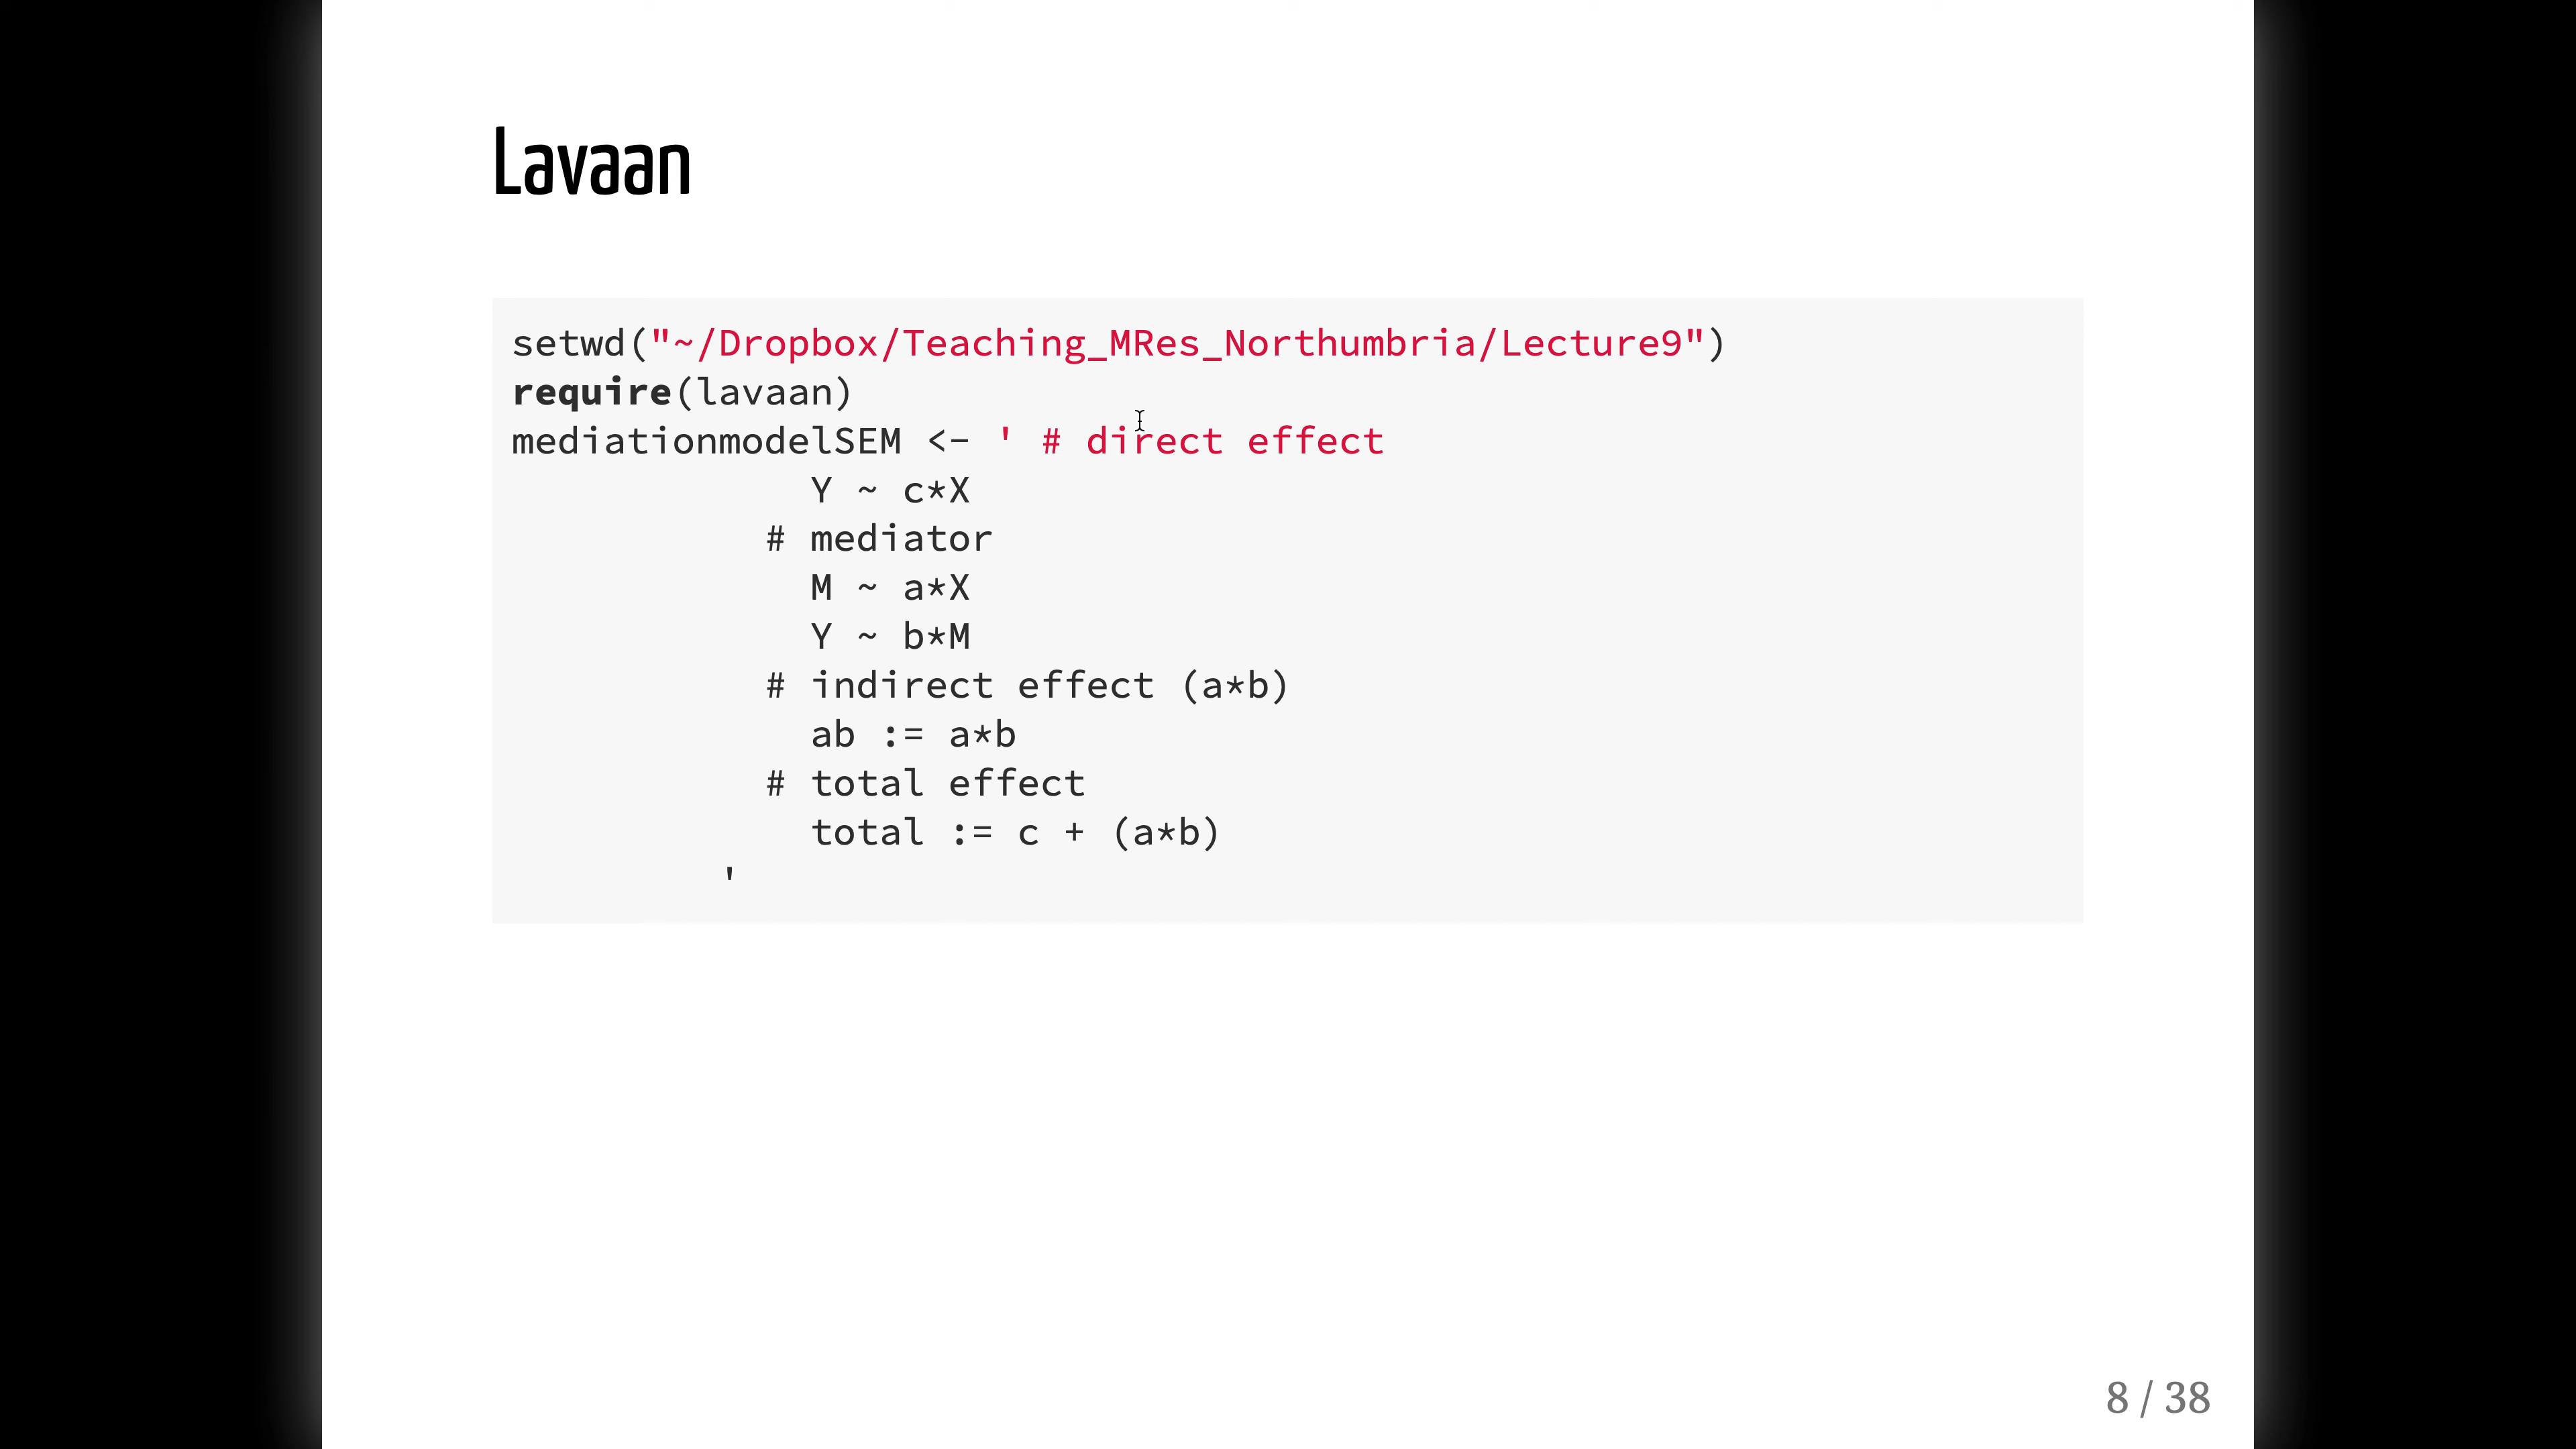 Lavaan
setwd("~/Dropbox/Teaching_MRes_Northumbria/Lecture9")
require(lavaan)
mediationmodelSEM <- ' # direct effect
             Y ~ c*X
           # mediator
             M ~ a*X
             Y ~ b*M
           # indirect effect (a*b)
             ab := a*b
           # total effect
             total := c + (a*b)
         '
8 / 38